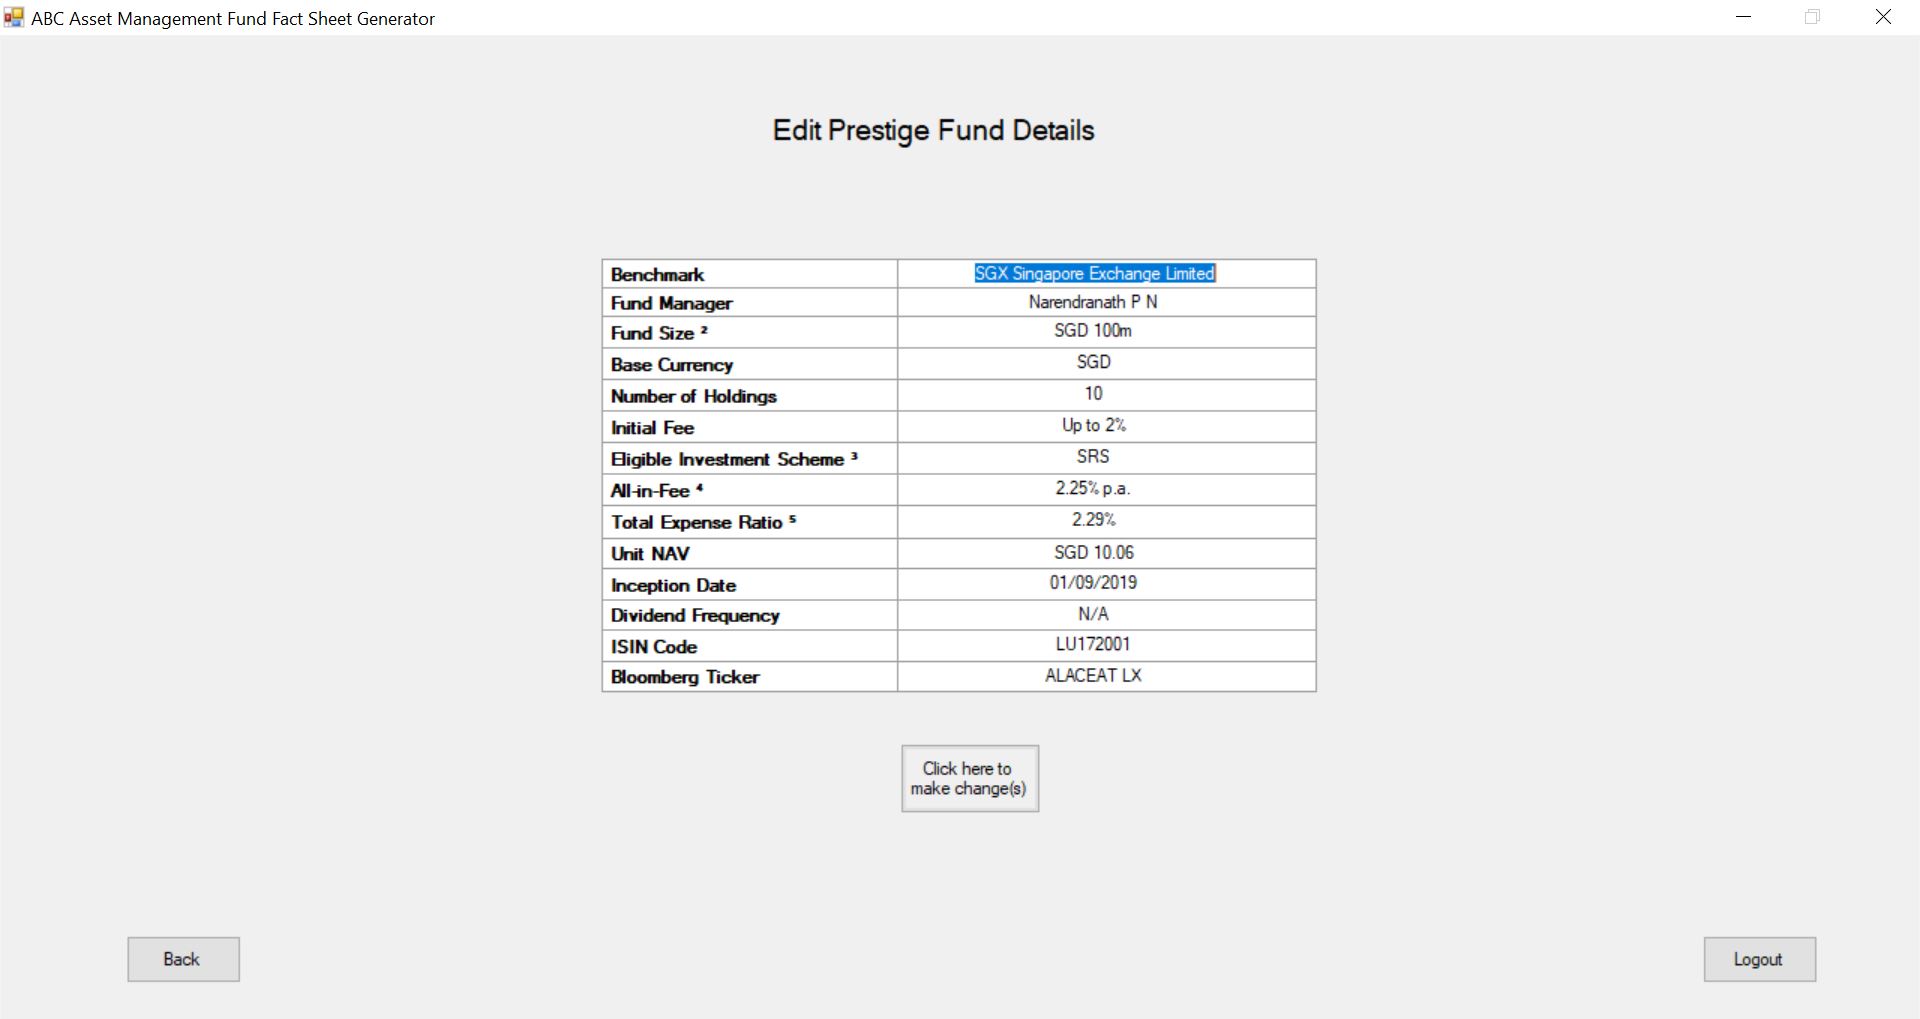 ABC Asset Management Fund Fact Sheet Generator
Edit Prestige Fund Details
Benchmark SGX Singapore Exchange Limited
Fund Manager Narendranath P N
Fund Size ² SGD 100m
Base Currency SGD
Number of Holdings 10
Initial Fee Up to 2%
Eligible Investment Scheme ³ SRS
All-in-Fee ⁴ 2.25% p.a.
Total Expense Ratio ⁵ 2.29%
Unit NAV SGD 10.06
Inception Date 01/09/2019
Dividend Frequency N/A
ISIN Code LU172001
Bloomberg Ticker ALACEAT LX
Click here to
make change(s)
Back
Logout